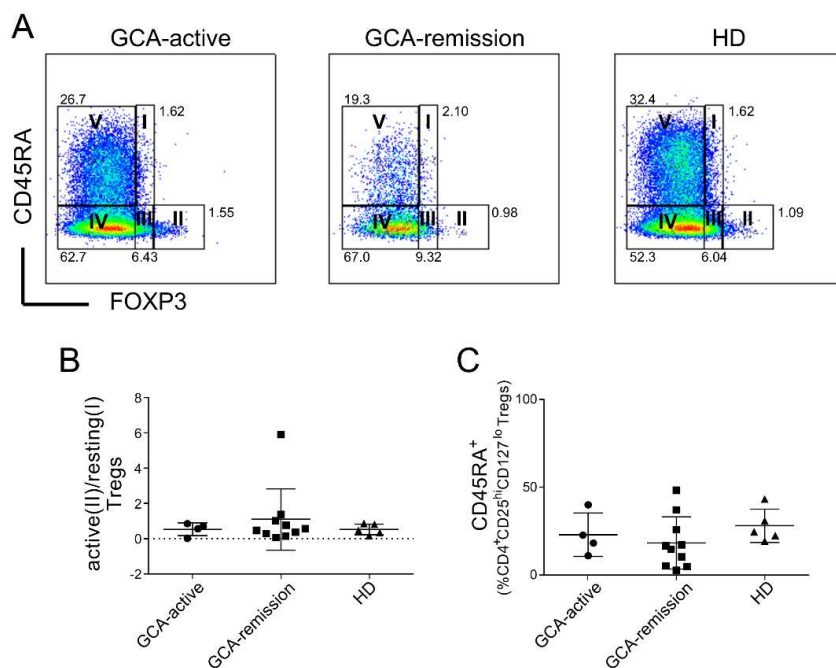 A
GCA-active
GCA-remission
HD
CD45RA
FOXP3
26.7
V
I
1.62
IV
III
II
1.55
62.7
6.43
19.3
V
I
2.10
IV
III
II
0.98
67.0
9.32
32.4
V
I
1.62
IV
III
II
1.09
52.3
6.04
B
active(II)/resting(I)
Tregs
8
6
4
2
0
-2
GCA-active
GCA-remission
HD
C
CD45RA⁺
(%CD4⁺CD25ʰⁱCD127ˡᵒ Tregs)
100
50
0
GCA-active
GCA-remission
HD